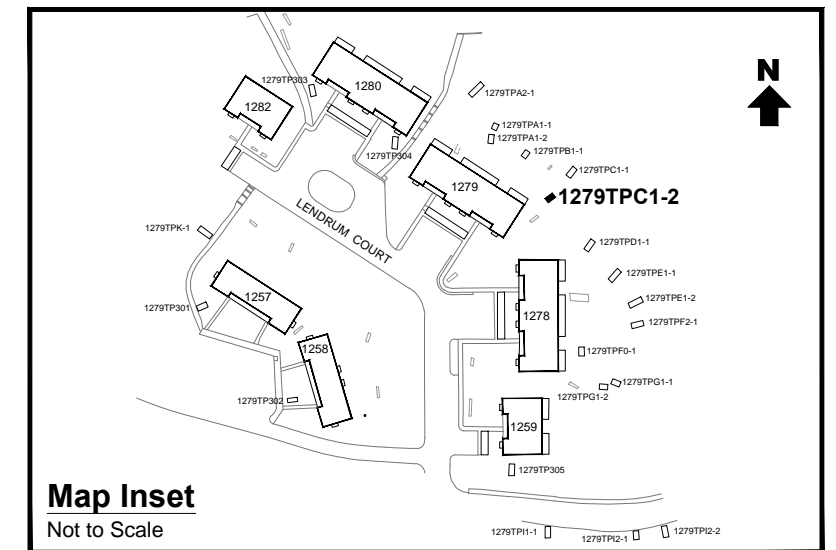 N
1279TPA2-1
1279TP303
1280
1282
1279TPA1-1
1279TPA1-2
1279TP304
1279TPB1-1
1279TPC1-1
1279
1279TPC1-2
LENDRUM COURT
1279TPK-1
1279TPD1-1
1279TPE1-1
1257
1279TPE1-2
1279TP301
1278
1279TPF2-1
1258
1279TPF0-1
1279TPG1-1
1279TPG1-2
1279TP302
1259
1279TP305
Map Inset
Not to Scale
1279TPI1-1
1279TPI2-1
1279TPI2-2